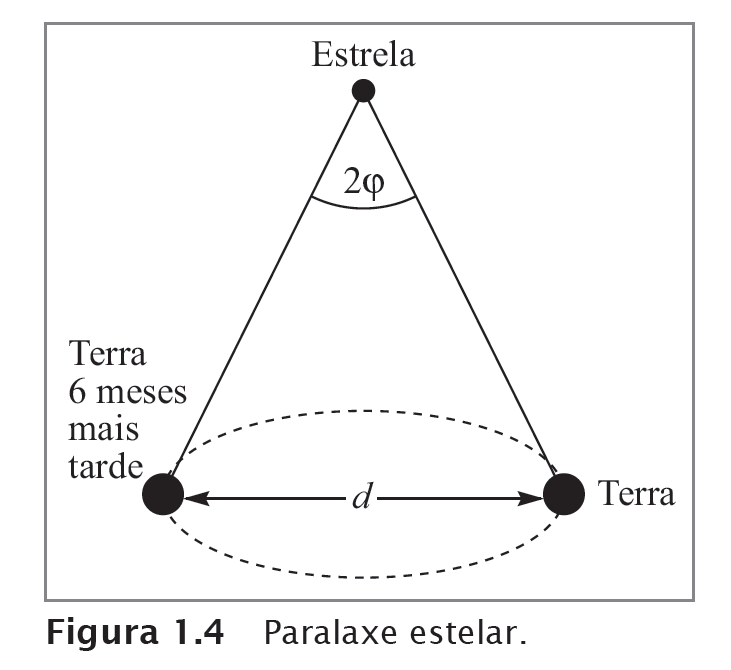 Estrela
2φ
Terra
6 meses
mais
tarde
d
Terra
Figura 1.4 Paralaxe estelar.